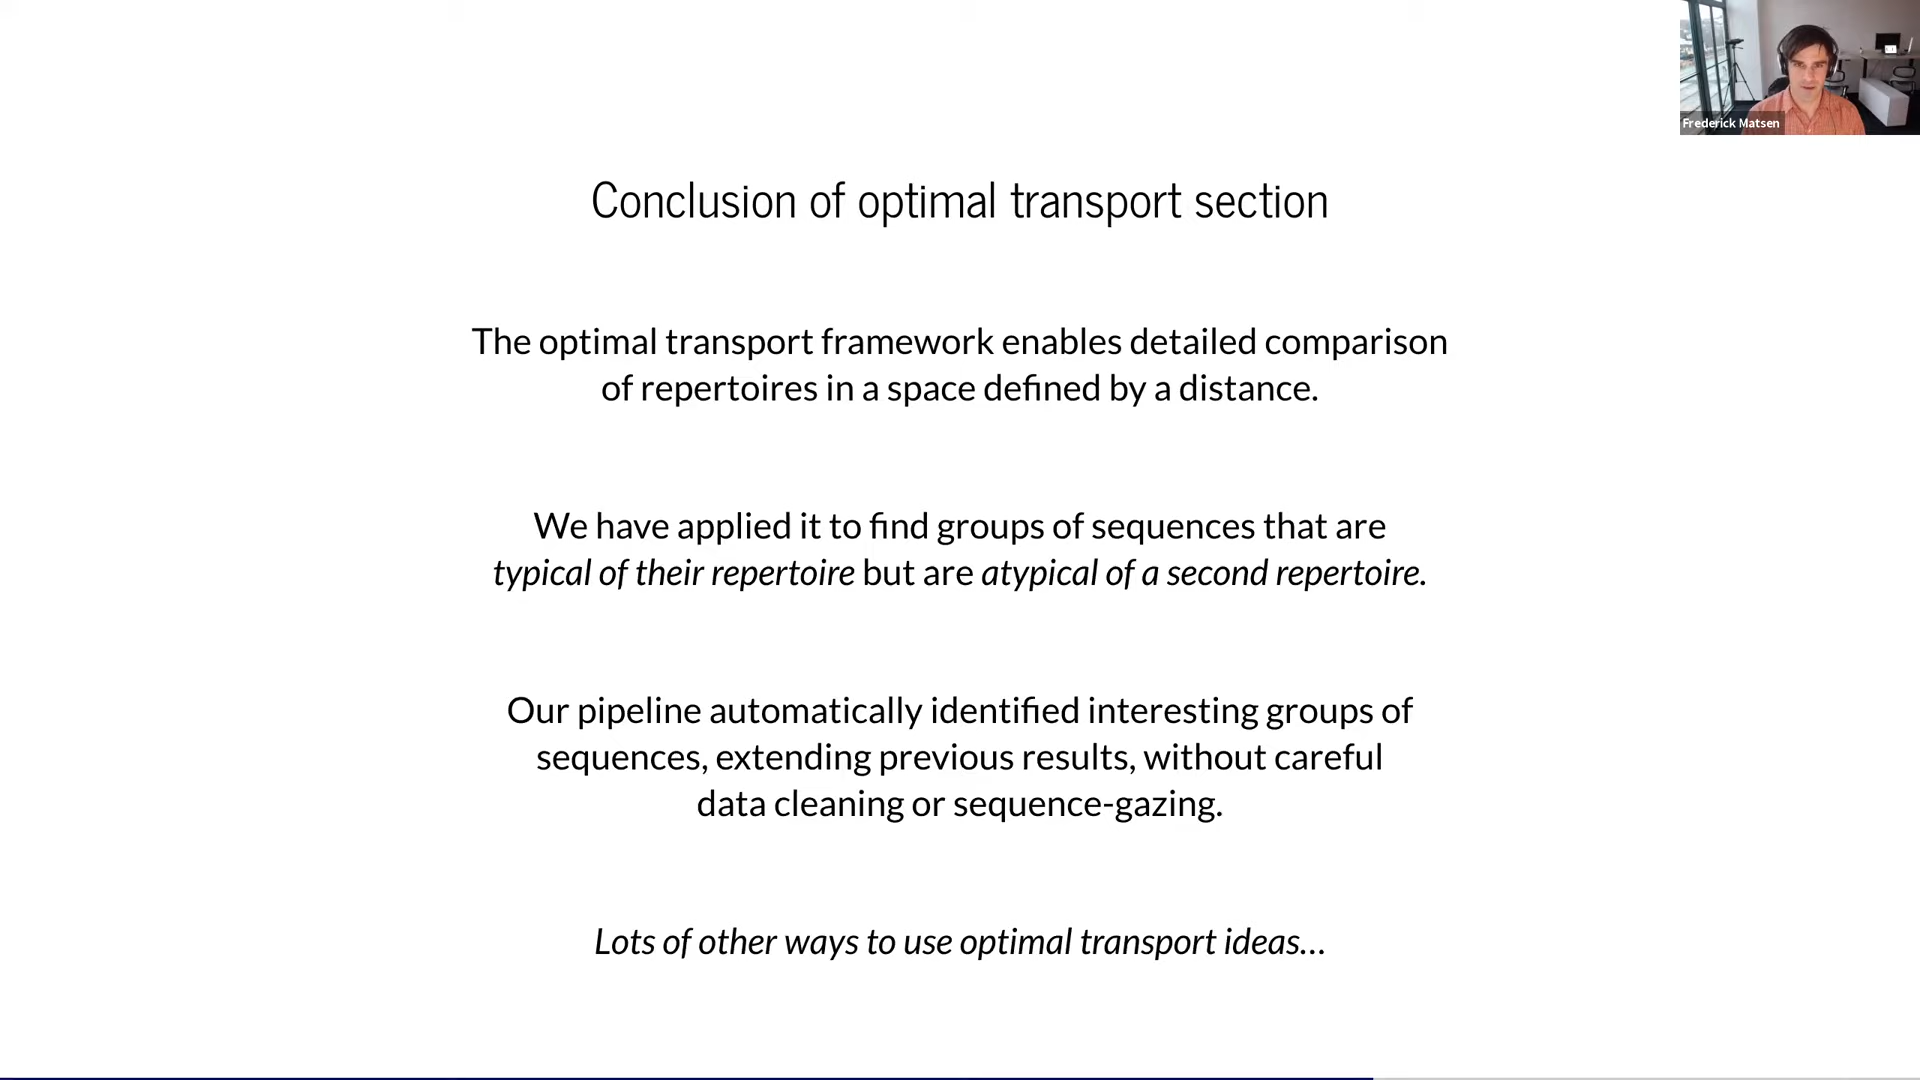 Frederick Matsen
Conclusion of optimal transport section
The optimal transport framework enables detailed comparison
of repertoires in a space defined by a distance.
We have applied it to find groups of sequences that are
typical of their repertoire but are atypical of a second repertoire.
Our pipeline automatically identified interesting groups of
sequences, extending previous results, without careful
data cleaning or sequence-gazing.
Lots of other ways to use optimal transport ideas...